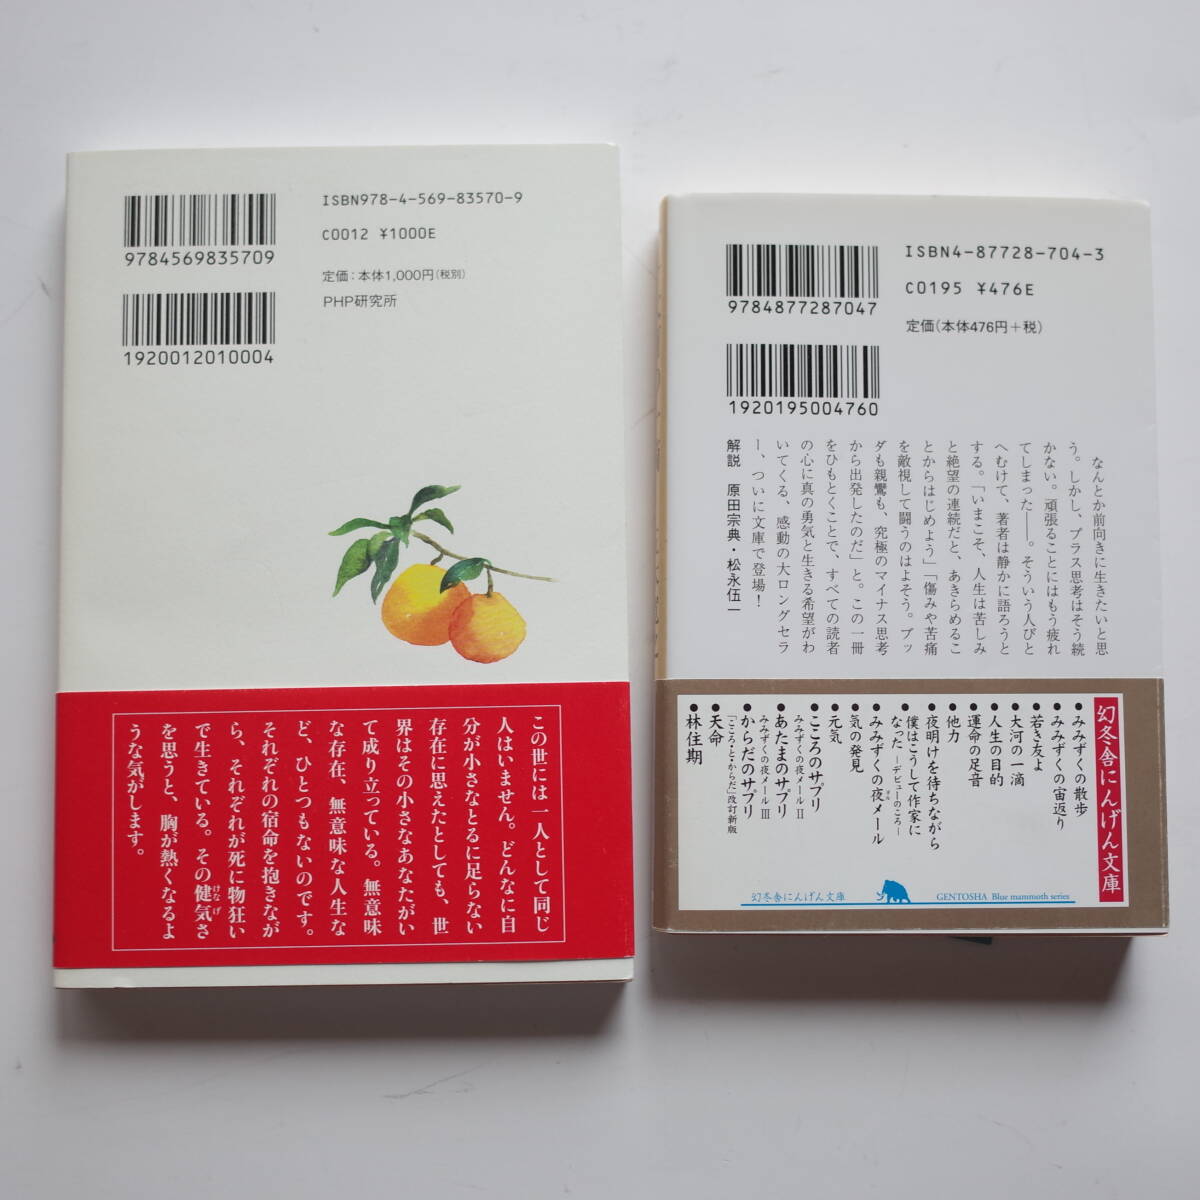 ISBN978-4-569-83570-9
C0012 ¥1000E
定価：本体1,000円（税別）
PHP研究所
9784569835709
1920012010004
この世には一人として同じ
人はいません。どんなに自
分が小さなとるに足らない
存在に思えたとしても、世
界はその小さなあなたがい
て成り立っている。無意味
な存在、無意味な人生な
ど、ひとつもないのです。
それぞれの宿命を抱きなが
ら、それぞれが死に物狂い
で生きている。その健気さ
けなげ
を思うと、胸が熱くなるよ
うな気がします。
ISBN4-87728-704-3
C0195 ¥476E
定価（本体476円＋税）
9784877287047
1920195004760
なんとか前向きに生きたいと思
う。しかし、プラス思考はそう続
かない。頑張ることにはもう疲れ
てしまった――。そういう人びと
へむけて、著者は静かに語ろうと
する。「いまこそ、人生は苦しみ
と絶望の連続だと、あきらめるこ
とからはじめよう」「傷みや苦痛
を敵視して闘うのはよそう。ブッ
ダも親鸞も、究極のマイナス思考
から出発したのだ」と。この一冊
をひもとくことで、すべての読者
の心に真の勇気と生きる希望がわ
いてくる、感動の大ロングセラ
ー、ついに文庫で登場！
解説 原田宗典・松永伍一
幻冬舎にんげん文庫
●みみずくの散歩
●みみずくの宙返り
●若き友よ
●大河の一滴
●人生の目的
●運命の足音
●他力
●夜明けを待ちながら
●僕はこうして作家に
なった―デビューのころ―
●みみずくの夜メール
●気の発見
●元気
●こころのサプリ
みみずくの夜メールⅡ
●あたまのサプリ
みみずくの夜メールⅢ
●からだのサプリ
「こころ・と・からだ」改訂新版
●天命
●林住期
幻冬舎にんげん文庫
GENTOSHA Blue mammoth series